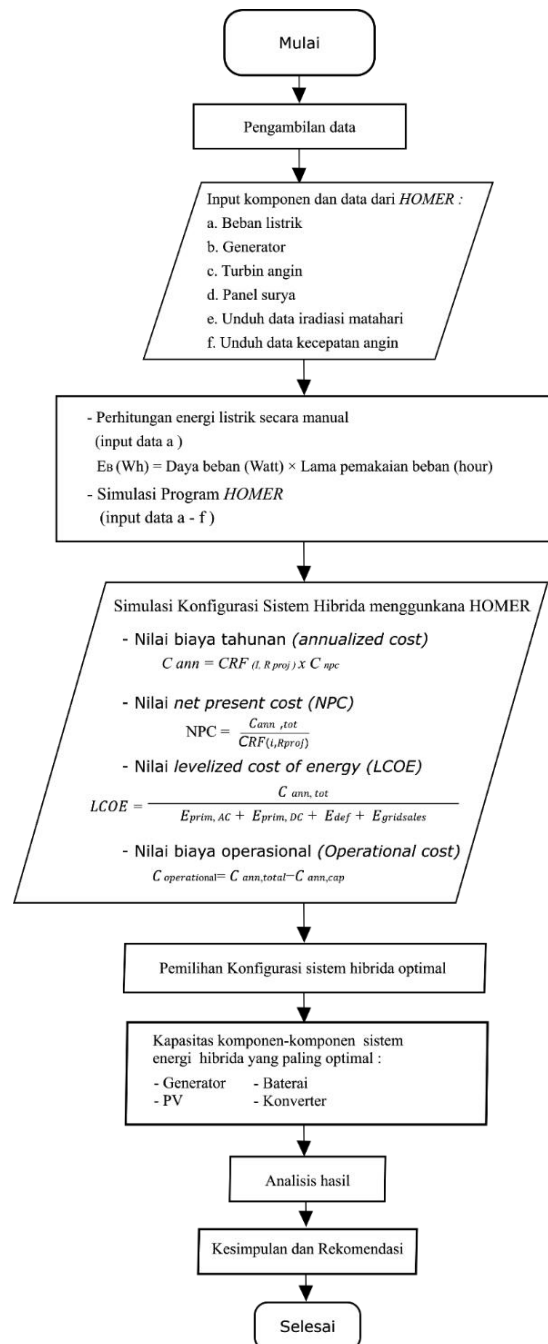 Mulai
Pengambilan data
Input komponen dan data dari HOMER :
a. Beban listrik
b. Generator
c. Turbin angin
d. Panel surya
e. Unduh data iradiasi matahari
f. Unduh data kecepatan angin
- Perhitungan energi listrik secara manual
(input data a )
EB (Wh) = Daya beban (Watt) × Lama pemakaian beban (hour)
- Simulasi Program HOMER
(input data a - f )
Simulasi Konfigurasi Sistem Hibrida menggunkana HOMER
- Nilai biaya tahunan (annualized cost)
C ann = CRF (I, R proj ) x C npc
- Nilai net present cost (NPC)
NPC = Cann ,tot / CRF(i,Rproj)
- Nilai levelized cost of energy (LCOE)
LCOE = C ann, tot / Eprim, AC + Eprim, DC + Edef + Egridsales
- Nilai biaya operasional (Operational cost)
C operational= C ann,total−C ann,cap
Pemilihan Konfigurasi sistem hibrida optimal
Kapasitas komponen-komponen sistem
energi hibrida yang paling optimal :
- Generator - Baterai
- PV - Konverter
Analisis hasil
Kesimpulan dan Rekomendasi
Selesai